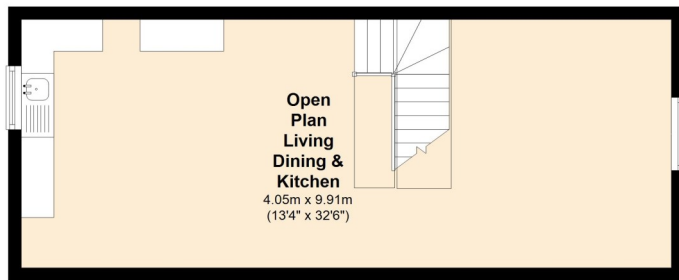 Open
Plan
Living
Dining &
Kitchen
4.05m x 9.91m
(13'4" x 32'6")